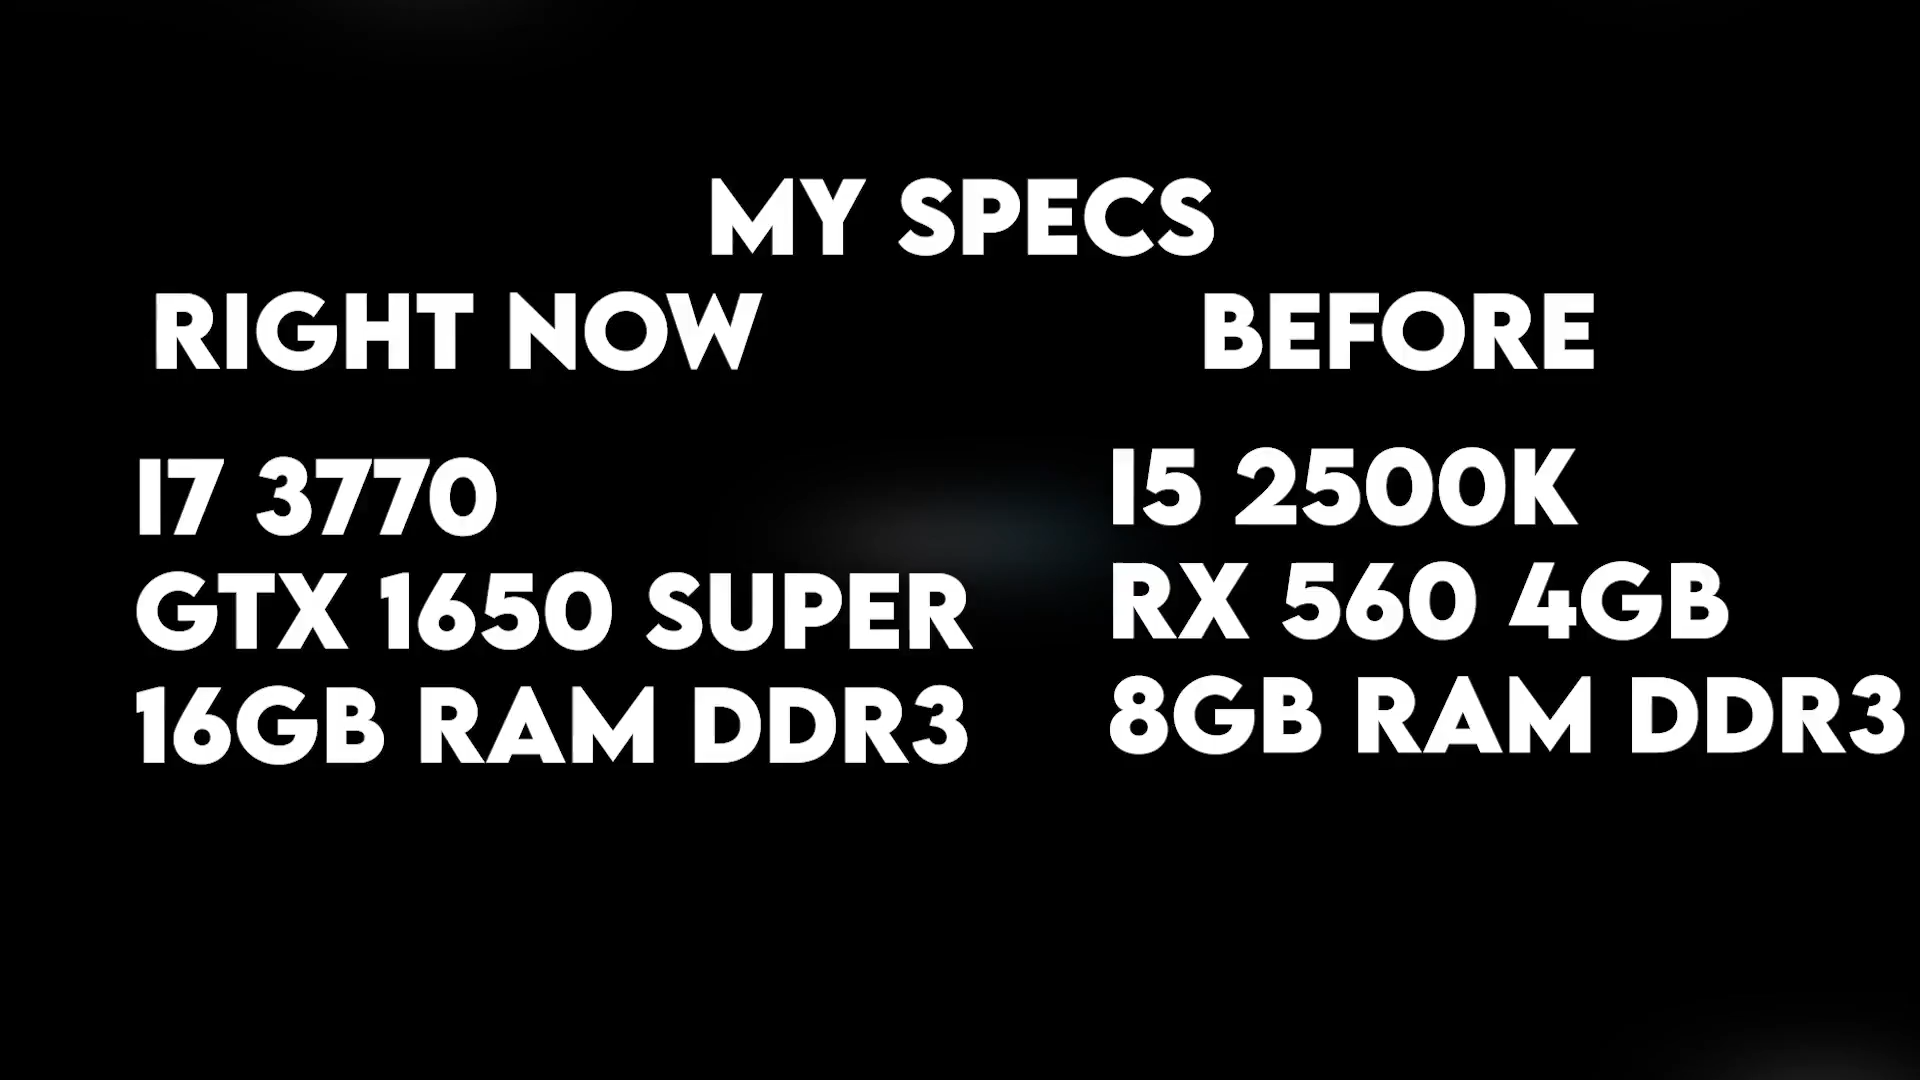 MY SPECS
RIGHT NOW
I7 3770
GTX 1650 SUPER
16GB RAM DDR3
BEFORE
I5 2500K
RX 560 4GB
8GB RAM DDR3